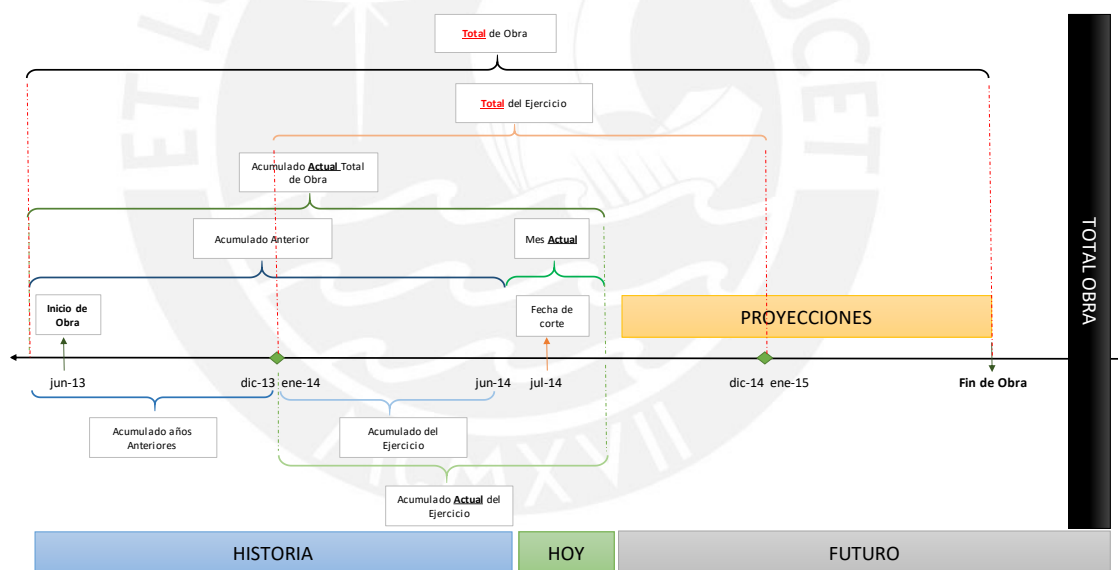 Total de Obra
Total del Ejercicio
Acumulado Actual Total
de Obra
Acumulado Anterior
Mes Actual
Inicio de
Obra
Fecha de
corte
PROYECCIONES
TOTAL OBRA
jun-13
dic-13 ene-14
jun-14
jul-14
dic-14 ene-15
Fin de Obra
Acumulado años
Anteriores
Acumulado del
Ejercicio
Acumulado Actual del
Ejercicio
HISTORIA
HOY
FUTURO